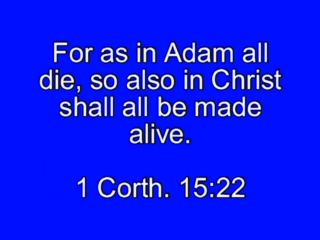 For as in Adam all
die, so also in Christ
shall all be made
alive.
1 Corth. 15:22